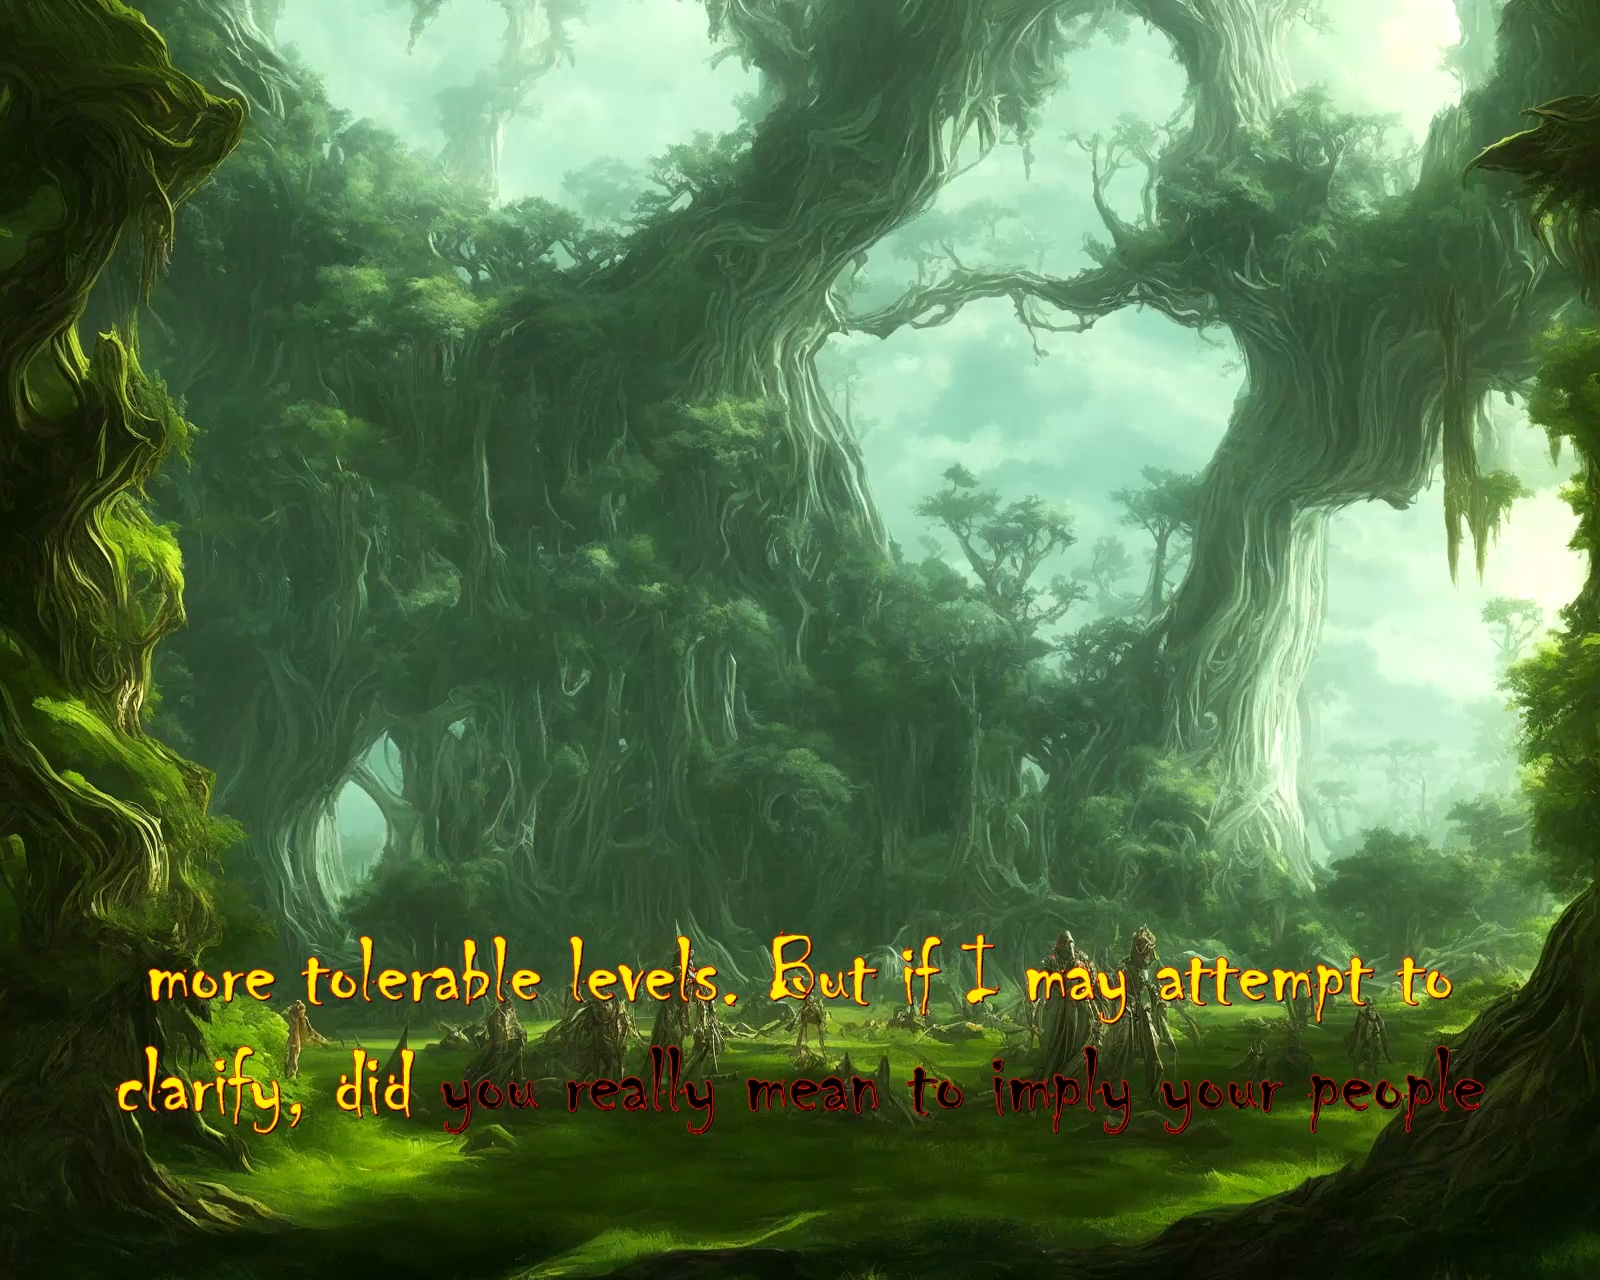 more tolerable levels. But if I may attempt to
clarify, did you really mean to imply your people